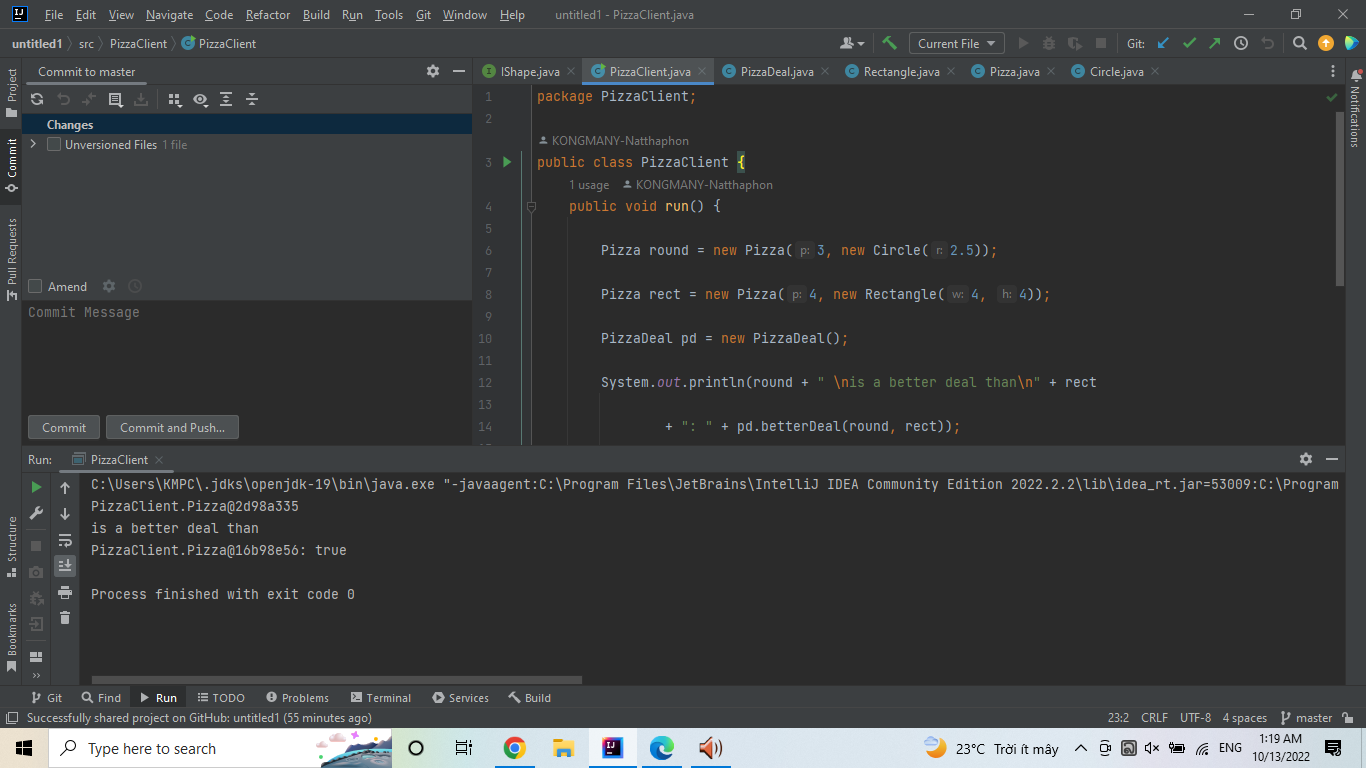 File Edit View Navigate Code Refactor Build Run Tools Git Window Help untitled1 - PizzaClient.java
untitled1 src PizzaClient PizzaClient Current File Git:
Project
Commit
Pull Requests
Structure
Bookmarks
Commit to master
Changes
Unversioned Files 1 file
Amend
Commit Message
Commit Commit and Push...
IShape.java PizzaClient.java PizzaDeal.java Rectangle.java Pizza.java Circle.java
Notifications
1 package PizzaClient;
2
KONGMANY-Natthaphon
3 public class PizzaClient {
1 usage KONGMANY-Natthaphon
4 public void run() {
5
6 Pizza round = new Pizza( p: 3, new Circle( r: 2.5));
7
8 Pizza rect = new Pizza( p: 4, new Rectangle( w: 4, h: 4));
9
10 PizzaDeal pd = new PizzaDeal();
11
12 System.out.println(round + " \nis a better deal than\n" + rect
13
14 + ": " + pd.betterDeal(round, rect));
Run: PizzaClient
C:\Users\KMPC\.jdks\openjdk-19\bin\java.exe "-javaagent:C:\Program Files\JetBrains\IntelliJ IDEA Community Edition 2022.2.2\lib\idea_rt.jar=53009:C:\Program
PizzaClient.Pizza@2d98a335
is a better deal than
PizzaClient.Pizza@16b98e56: true
Process finished with exit code 0
Git Find Run TODO Problems Terminal Services Build
Successfully shared project on GitHub: untitled1 (55 minutes ago) 23:2 CRLF UTF-8 4 spaces master
Type here to search 23°C Trời ít mây ENG 1:19 AM
10/13/2022